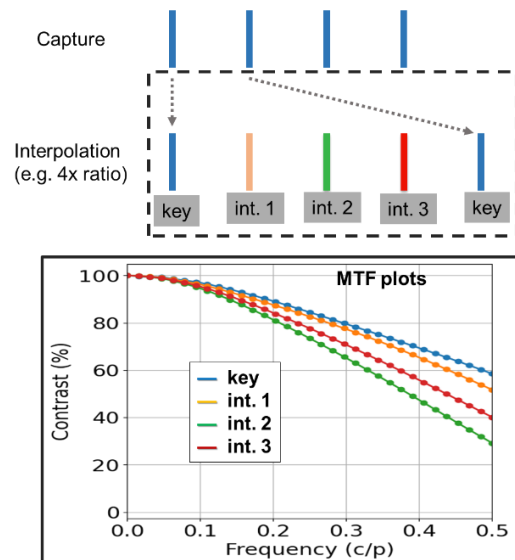 Capture
Interpolation
(e.g. 4x ratio)
key
int. 1
int. 2
int. 3
key
MTF plots
100
80
60
40
20
0
Contrast (%)
key
int. 1
int. 2
int. 3
0.0
0.1
0.2
0.3
0.4
0.5
Frequency (c/p)